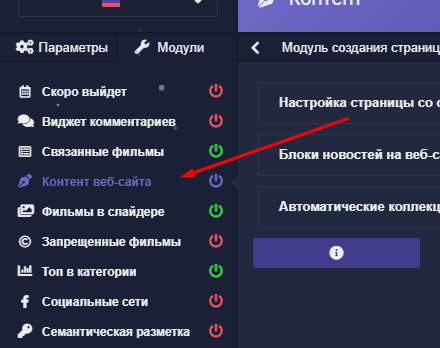 Контент
Параметры
Модули
Модуль создания страниц
Скоро выйдет
Виджет комментариев
Связанные фильмы
Контент веб-сайта
Фильмы в слайдере
Запрещенные фильмы
Топ в категории
Социальные сети
Семантическая разметка
Настройка страницы со
Блоки новостей на веб-с
Автоматические коллекц